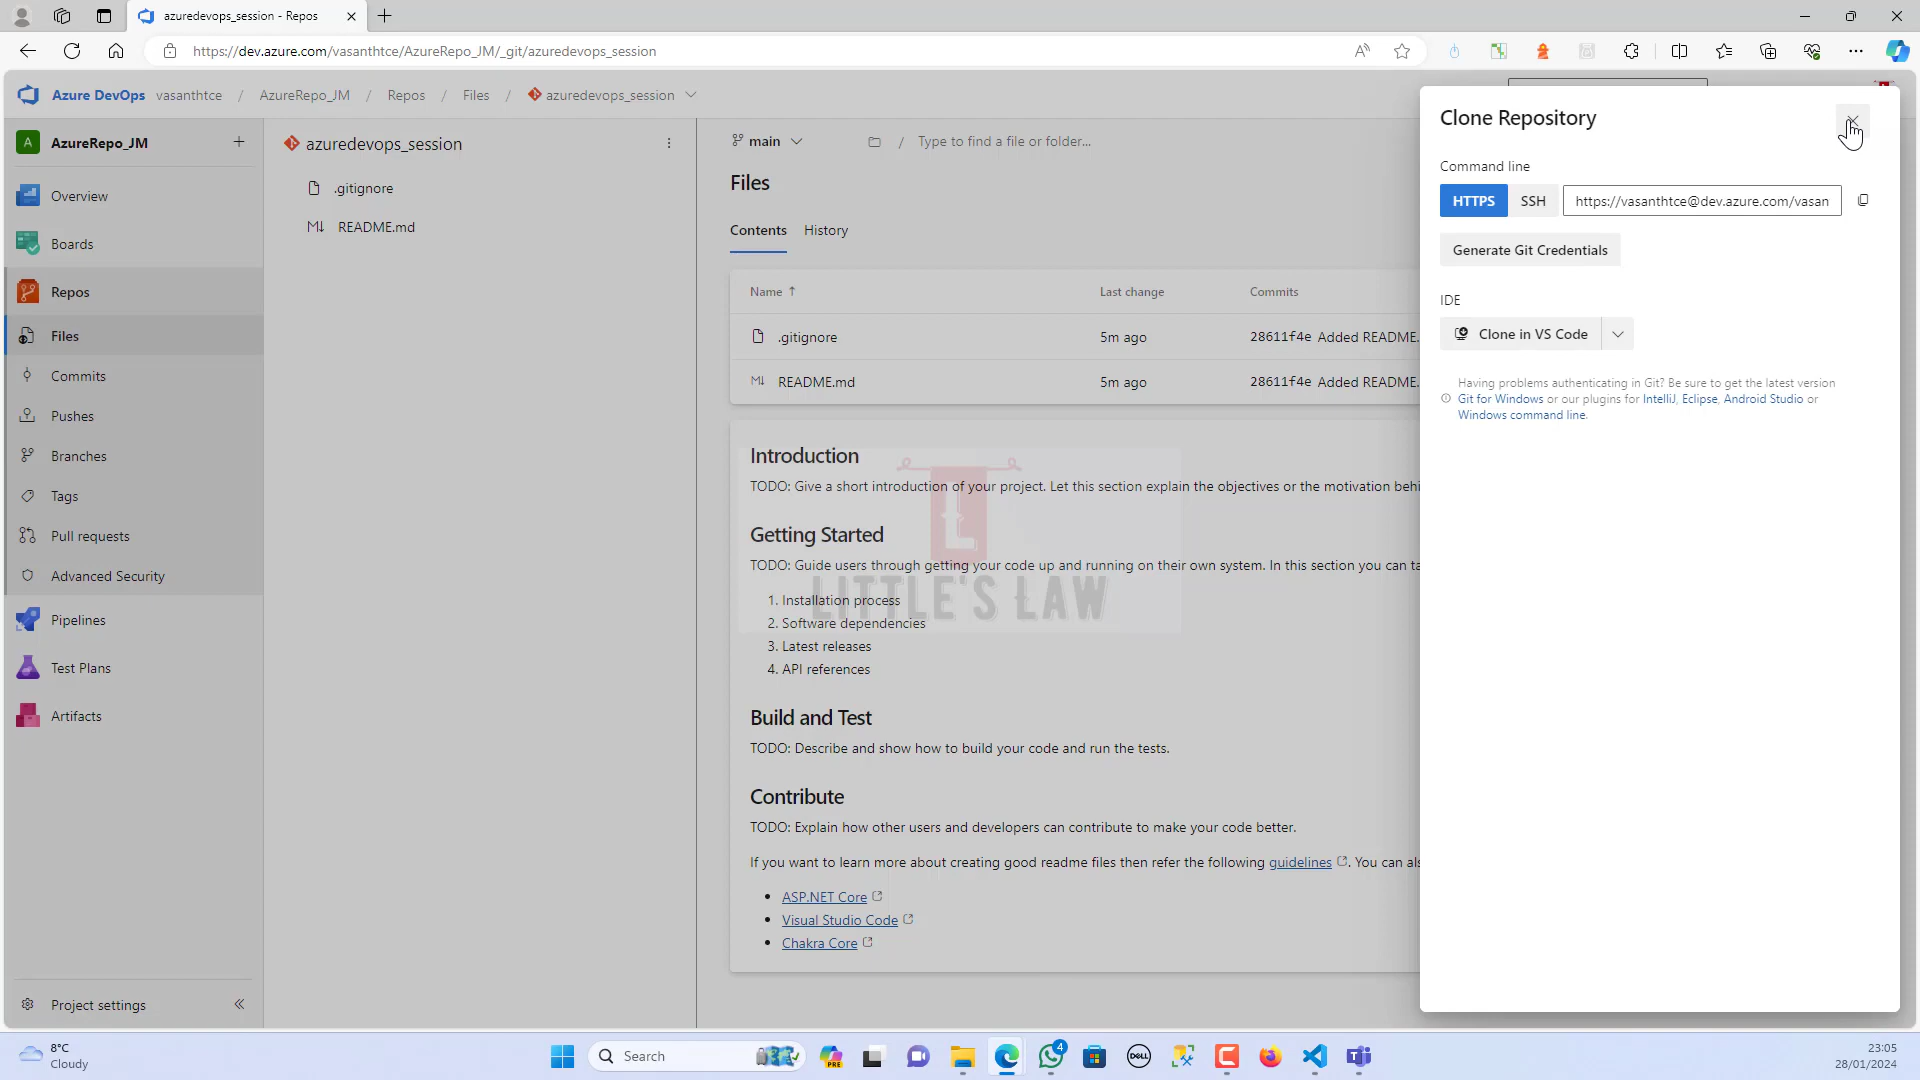 azuredevops_session - Repos
https://dev.azure.com/vasanthtce/AzureRepo_JM/_git/azuredevops_session
Azure DevOps vasanthtce / AzureRepo_JM / Repos / Files / azuredevops_session
A AzureRepo_JM
Overview
Boards
Repos
Files
Commits
Pushes
Branches
Tags
Pull requests
Advanced Security
Pipelines
Test Plans
Artifacts
Project settings
azuredevops_session
.gitignore
README.md
main / Type to find a file or folder...
Files
Contents History
Name ↑ Last change Commits
.gitignore 5m ago 28611f4e Added README.
README.md 5m ago 28611f4e Added README.
Introduction
TODO: Give a short introduction of your project. Let this section explain the objectives or the motivation behi
Getting Started
TODO: Guide users through getting your code up and running on their own system. In this section you can ta
1. Installation process
2. Software dependencies
3. Latest releases
4. API references
L
LITTLE'S LAW
Build and Test
TODO: Describe and show how to build your code and run the tests.
Contribute
TODO: Explain how other users and developers can contribute to make your code better.
If you want to learn more about creating good readme files then refer the following guidelines. You can als
ASP.NET Core
Visual Studio Code
Chakra Core
Clone Repository
Command line
HTTPS SSH https://vasanthtce@dev.azure.com/vasan
Generate Git Credentials
IDE
Clone in VS Code
Having problems authenticating in Git? Be sure to get the latest version
Git for Windows or our plugins for IntelliJ, Eclipse, Android Studio or
Windows command line.
8°C
Cloudy
Search
PRE
4
DELL
23:05
28/01/2024